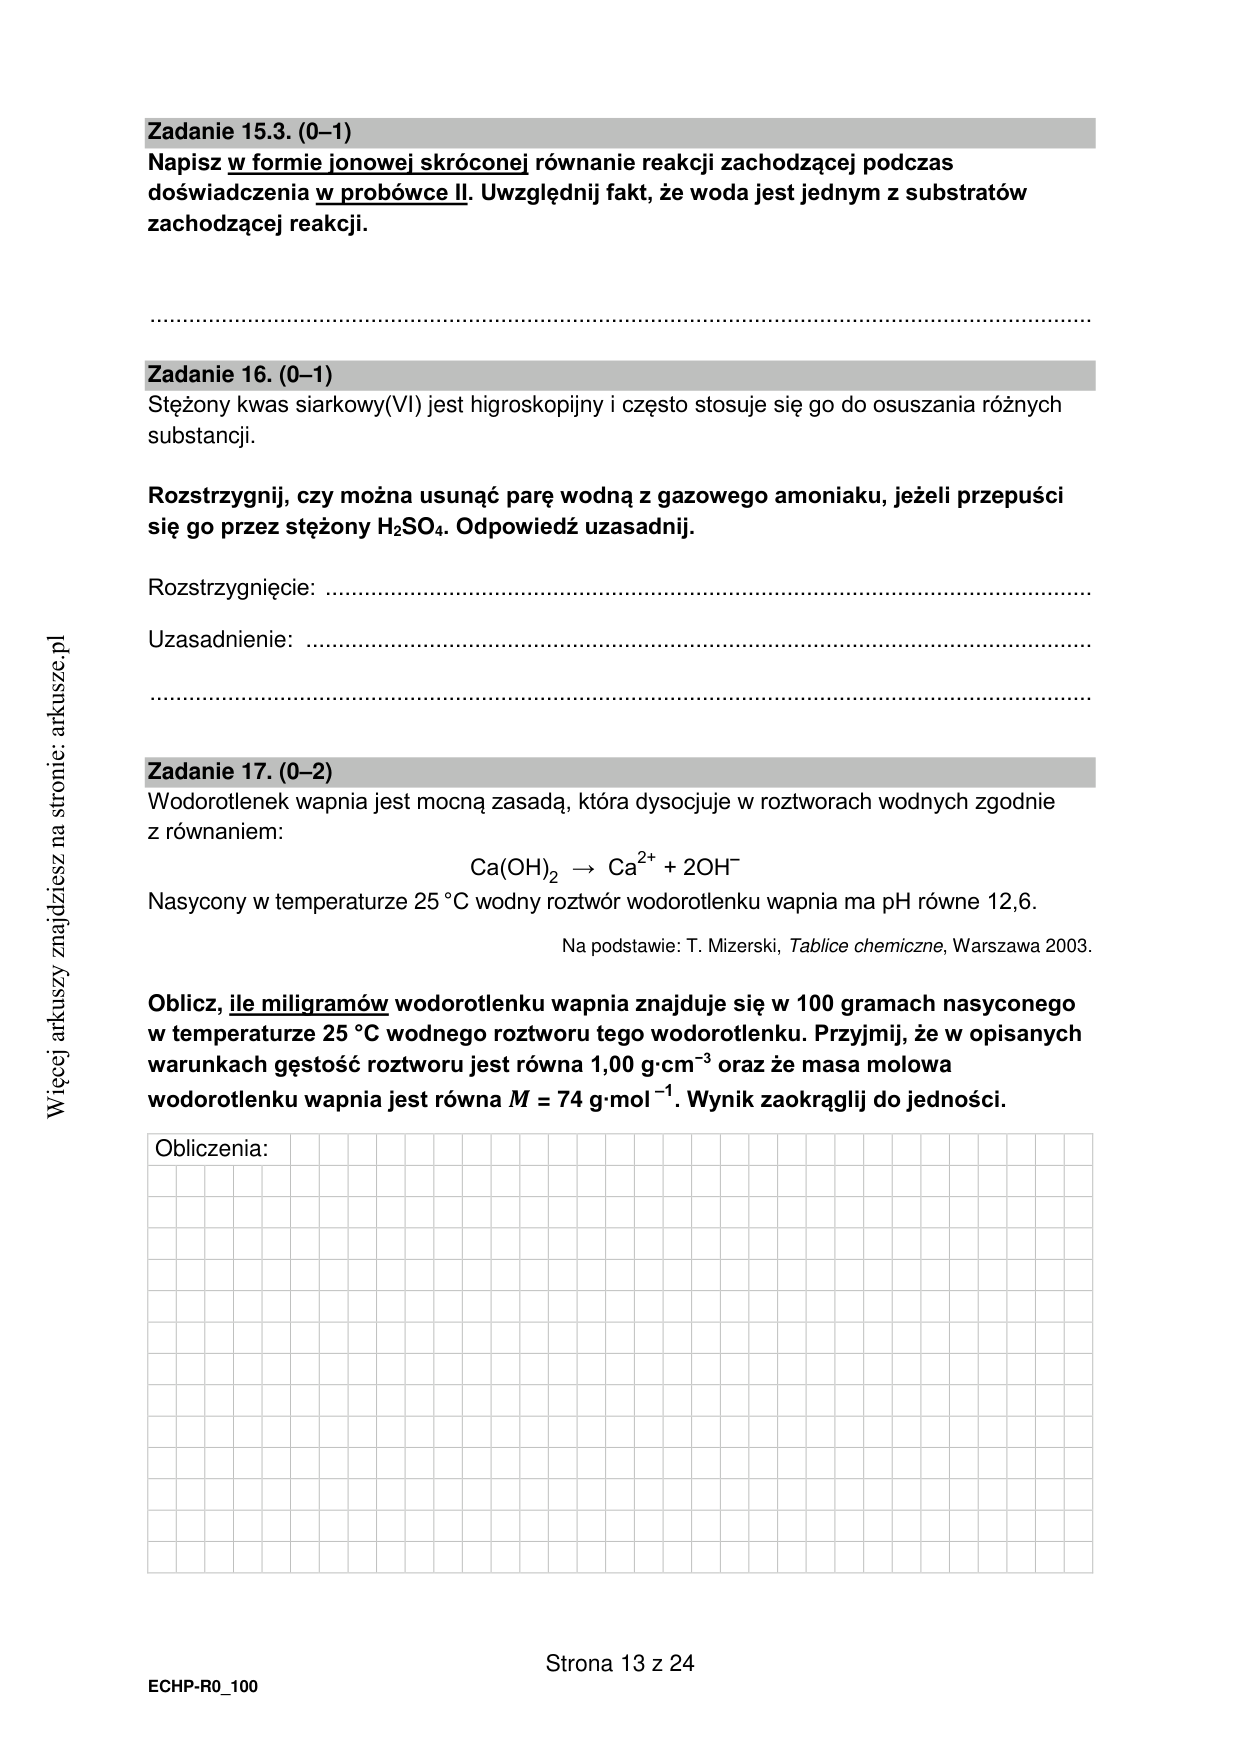 Zadanie 15.3. (0–1)
Napisz w formie jonowej skróconej równanie reakcji zachodzącej podczas
doświadczenia w probówce II. Uwzględnij fakt, że woda jest jednym z substratów
zachodzącej reakcji.
....................................................................................................
Zadanie 16. (0–1)
Stężony kwas siarkowy(VI) jest higroskopijny i często stosuje się go do osuszania różnych
substancji.
Rozstrzygnij, czy można usunąć parę wodną z gazowego amoniaku, jeżeli przepuści
się go przez stężony H₂SO₄. Odpowiedź uzasadnij.
Rozstrzygnięcie: ....................................................................................................
Uzasadnienie: ....................................................................................................
....................................................................................................
Zadanie 17. (0–2)
Wodorotlenek wapnia jest mocną zasadą, która dysocjuje w roztworach wodnych zgodnie
z równaniem:
Ca(OH)₂ → Ca²⁺ + 2OH⁻
Nasycony w temperaturze 25 °C wodny roztwór wodorotlenku wapnia ma pH równe 12,6.
Na podstawie: T. Mizerski, Tablice chemiczne, Warszawa 2003.
Oblicz, ile miligramów wodorotlenku wapnia znajduje się w 100 gramach nasyconego
w temperaturze 25 °C wodnego roztworu tego wodorotlenku. Przyjmij, że w opisanych
warunkach gęstość roztworu jest równa 1,00 g·cm⁻³ oraz że masa molowa
wodorotlenku wapnia jest równa M = 74 g·mol⁻¹. Wynik zaokrąglij do jedności.
Obliczenia:
Strona 13 z 24
ECHP-R0_100
Więcej arkuszy znajdziesz na stronie: arkusze.pl